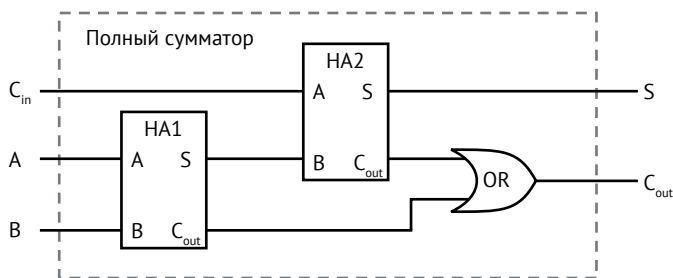 Полный сумматор
HA2
C_in A S S
HA1
A A S B C_out OR C_out
B B C_out